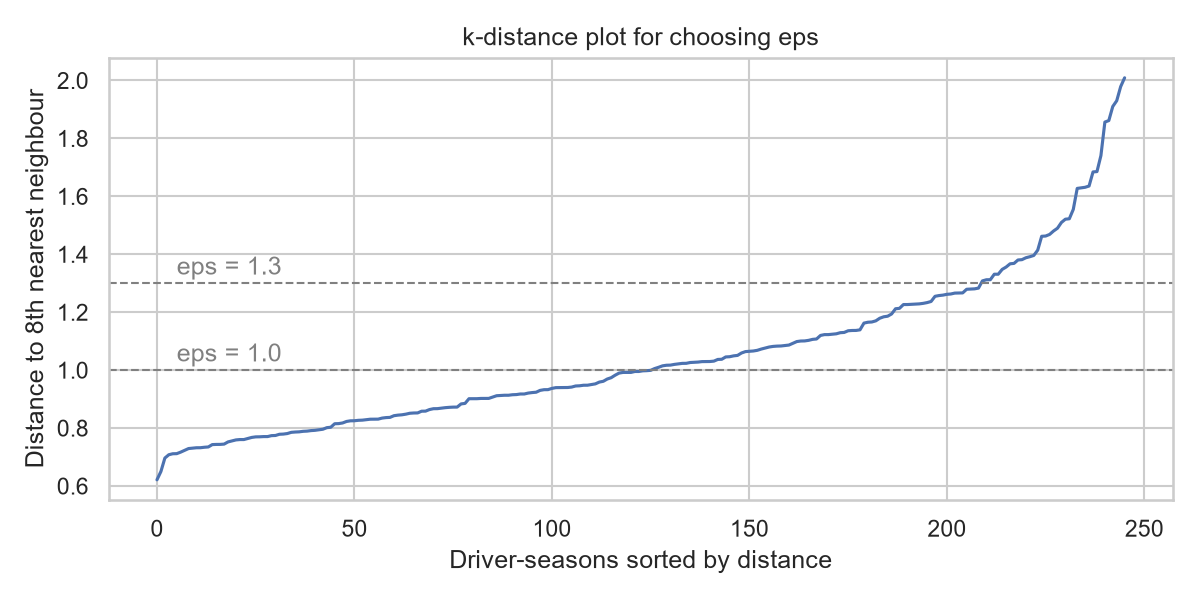 k-distance plot for choosing eps
Distance to 8th nearest neighbour
2.0
1.8
1.6
1.4
1.2
1.0
0.8
0.6
eps = 1.3
eps = 1.0
0
50
100
150
200
250
Driver-seasons sorted by distance